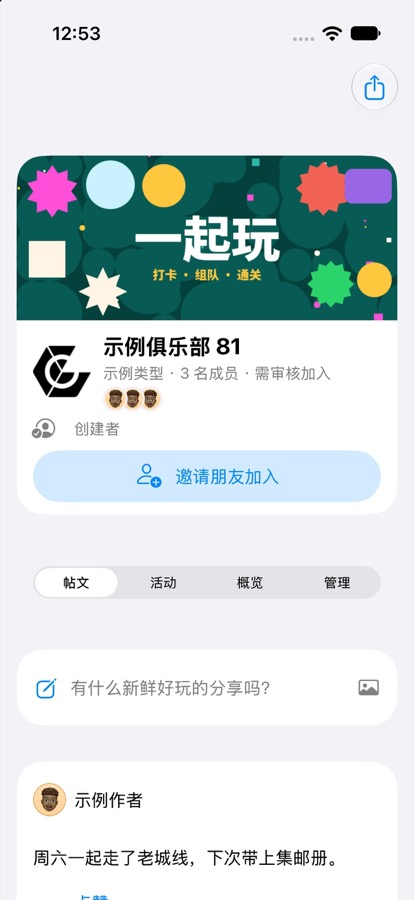 12:53
一起玩
打卡 • 组队 • 通关
示例俱乐部 81
示例类型 · 3 名成员 · 需审核加入
创建者
邀请朋友加入
帖文 活动 概览 管理
有什么新鲜好玩的分享吗?
示例作者
周六一起走了老城线，下次带上集邮册。